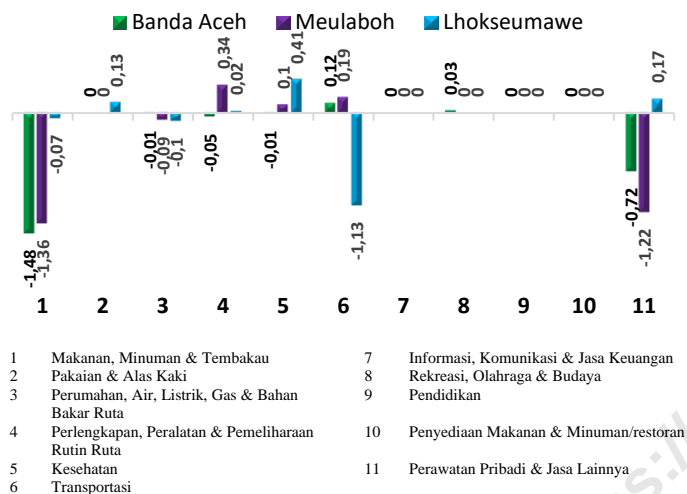 Banda Aceh Meulaboh Lhokseumawe
-1,48 -1,36 -0,07
0 0 0,13
-0,01 -0,09 -0,1
-0,05 0,34 0,02
-0,01 0,1 0,41
0,12 0,19 -1,13
0 0 0
0,03 0 0
0 0 0
0 0 0
-0,72 -1,22 0,17
1 2 3 4 5 6 7 8 9 10 11
1 Makanan, Minuman & Tembakau
2 Pakaian & Alas Kaki
3 Perumahan, Air, Listrik, Gas & Bahan
Bakar Ruta
4 Perlengkapan, Peralatan & Pemeliharaan
Rutin Ruta
5 Kesehatan
6 Transportasi
7 Informasi, Komunikasi & Jasa Keuangan
8 Rekreasi, Olahraga & Budaya
9 Pendidikan
10 Penyediaan Makanan & Minuman/restoran
11 Perawatan Pribadi & Jasa Lainnya
s://